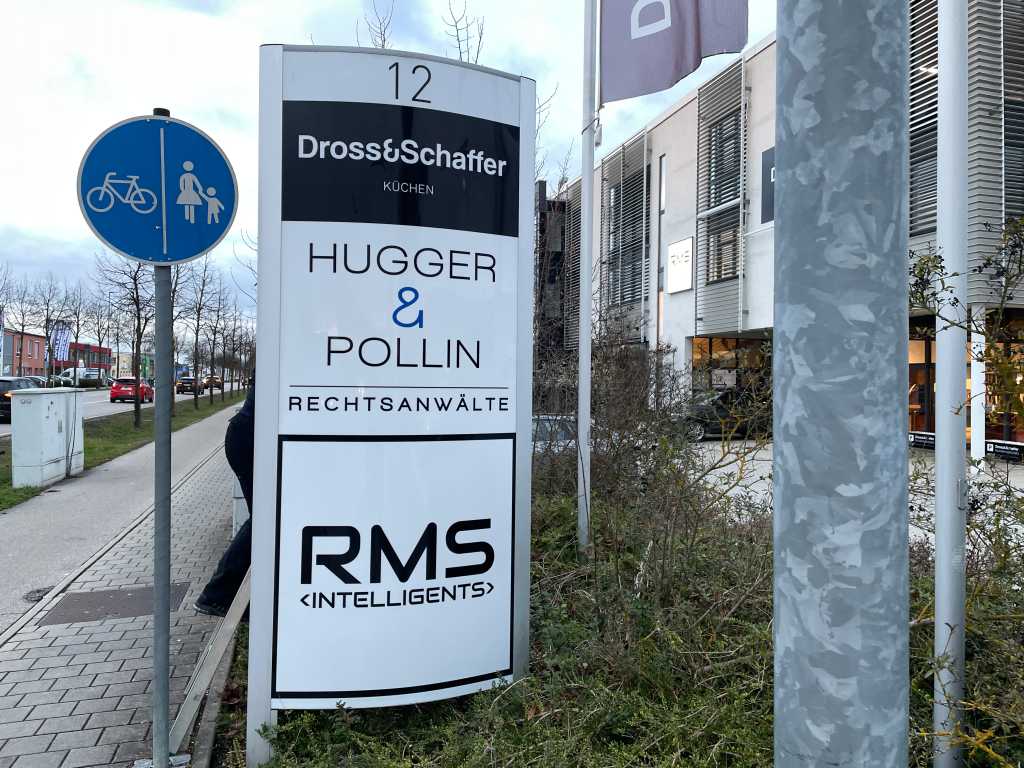 12
Dross&Schaffer
KÜCHEN
HUGGER
&
POLLIN
RECHTSANWÄLTE
RMS
<INTELLIGENTS>
D
RMS
D